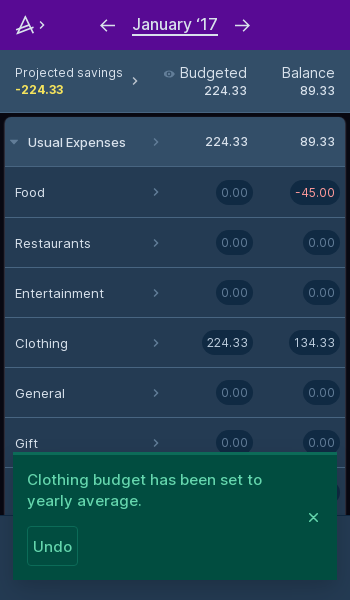 January ‘17
Projected savings Budgeted Balance
-224.33 224.33 89.33
Usual Expenses 224.33 89.33
Food 0.00 -45.00
Restaurants 0.00 0.00
Entertainment 0.00 0.00
Clothing 224.33 134.33
General 0.00 0.00
Gift 0.00 0.00
Clothing budget has been set to
yearly average.
Undo